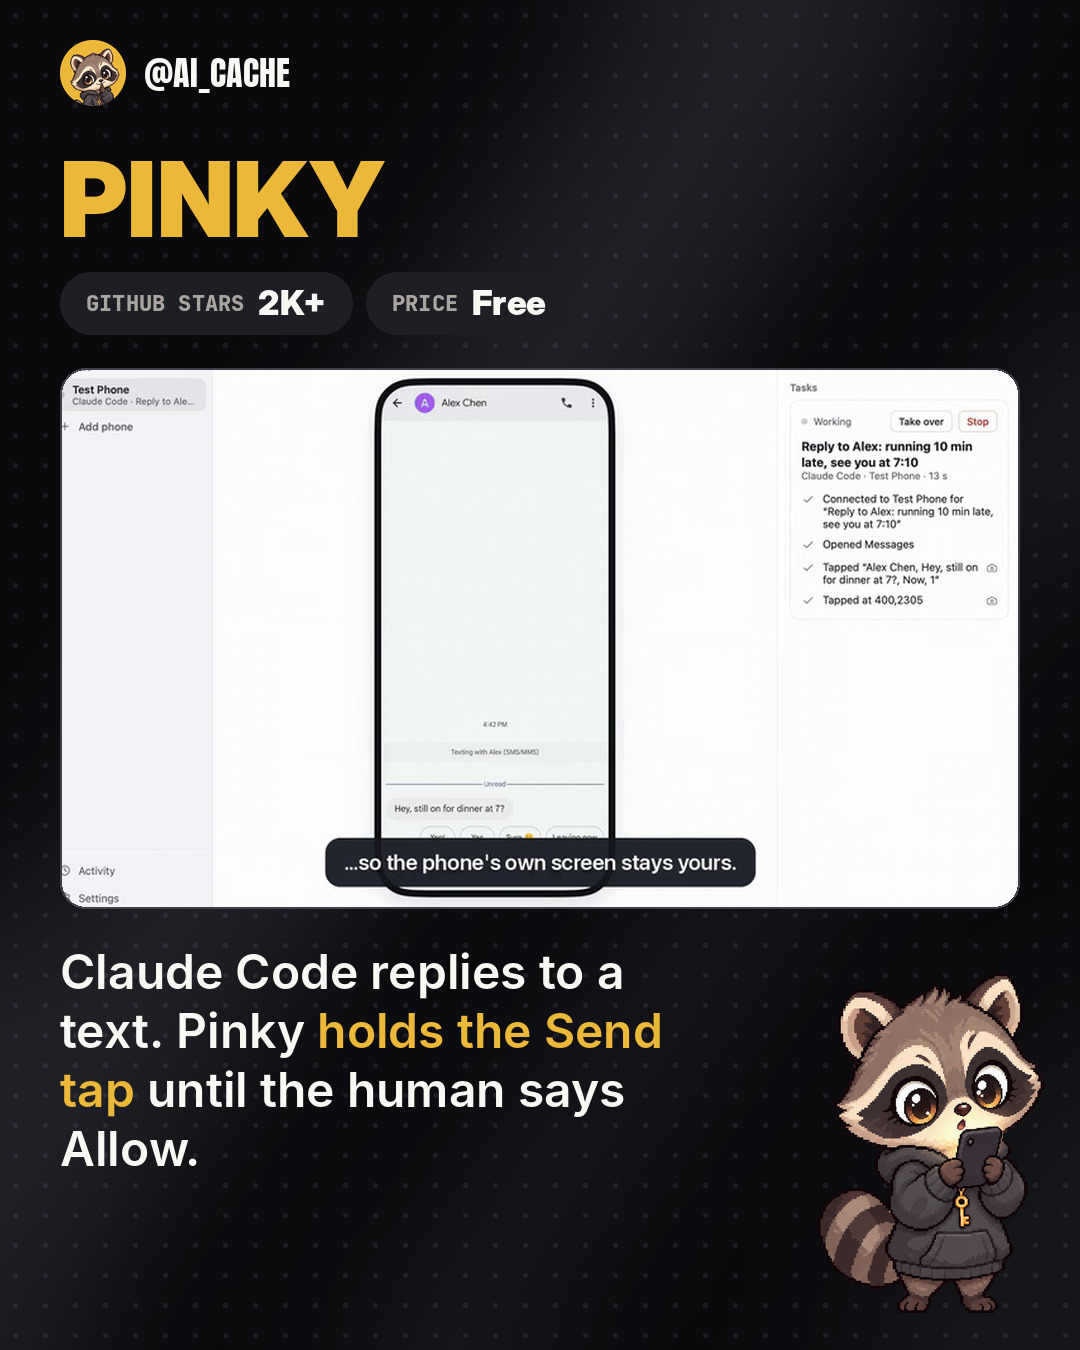 @AI_CACHE
PINKY
GITHUB STARS 2K+
PRICE Free
Test Phone
Claude Code · Reply to Ale...
+ Add phone
Activity
Settings
A Alex Chen
4:42 PM
Texting with Alex (SMS/MMS)
Unread
Hey, still on for dinner at 7?
...so the phone's own screen stays yours.
Tasks
Working
Take over
Stop
Reply to Alex: running 10 min
late, see you at 7:10
Claude Code · Test Phone · 13 s
Connected to Test Phone for
"Reply to Alex: running 10 min late,
see you at 7:10"
Opened Messages
Tapped "Alex Chen, Hey, still on
for dinner at 7?, Now, 1"
Tapped at 400,2305
Claude Code replies to a
text. Pinky holds the Send
tap until the human says
Allow.